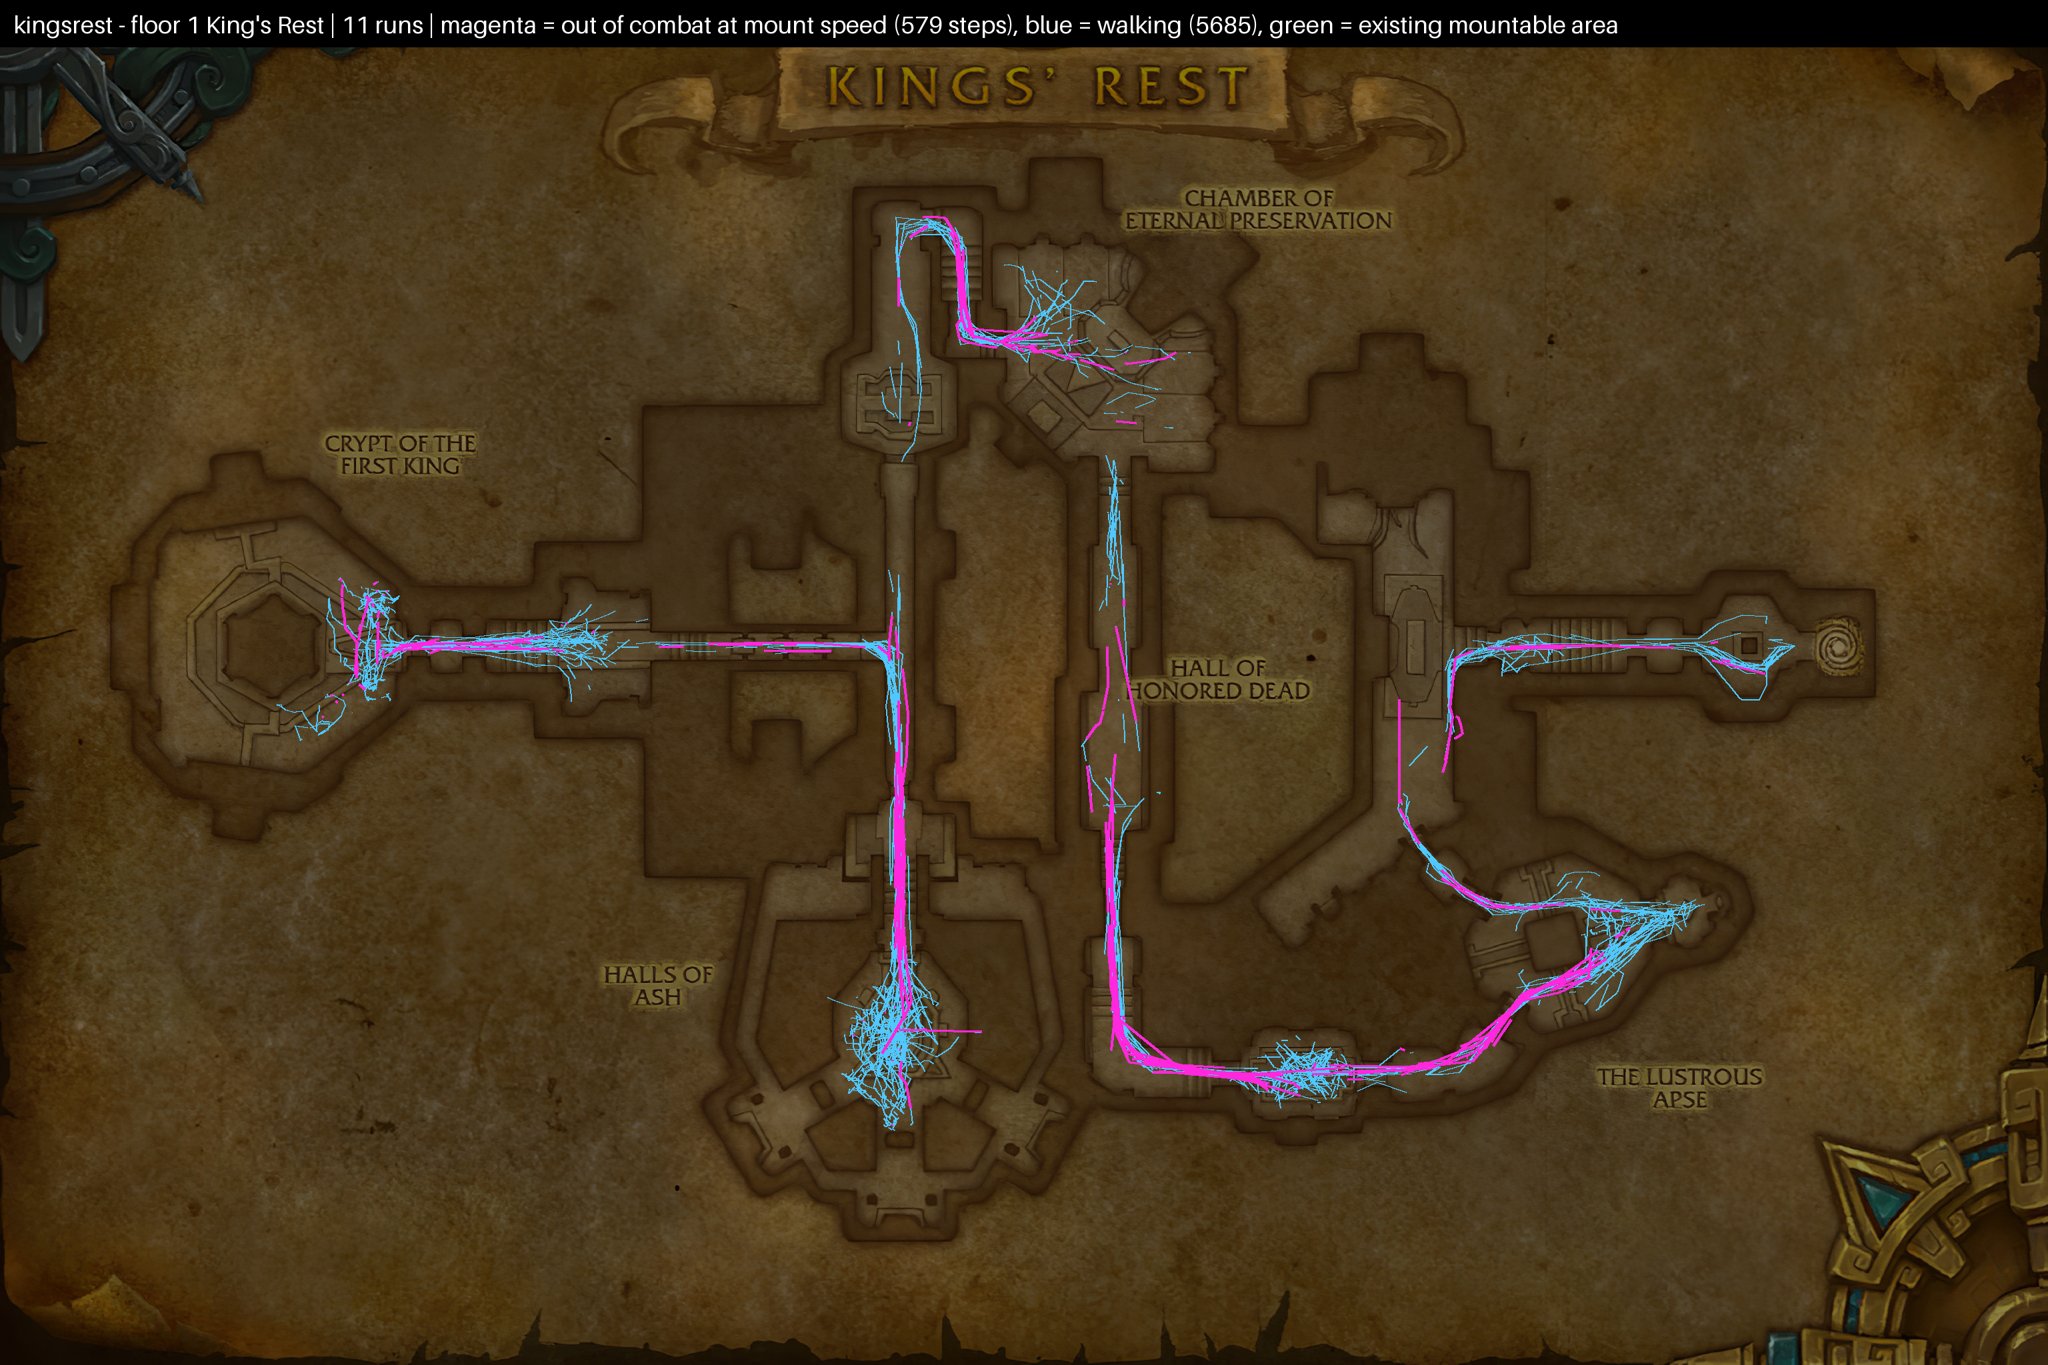 kingsrest - floor 1 King's Rest | 11 runs | magenta = out of combat at mount speed (579 steps), blue = walking (5685), green = existing mountable area
KINGS' REST
CHAMBER OF
ETERNAL PRESERVATION
CRYPT OF THE
FIRST KING
HALL OF
HONORED DEAD
HALLS OF
ASH
THE LUSTROUS
APSE